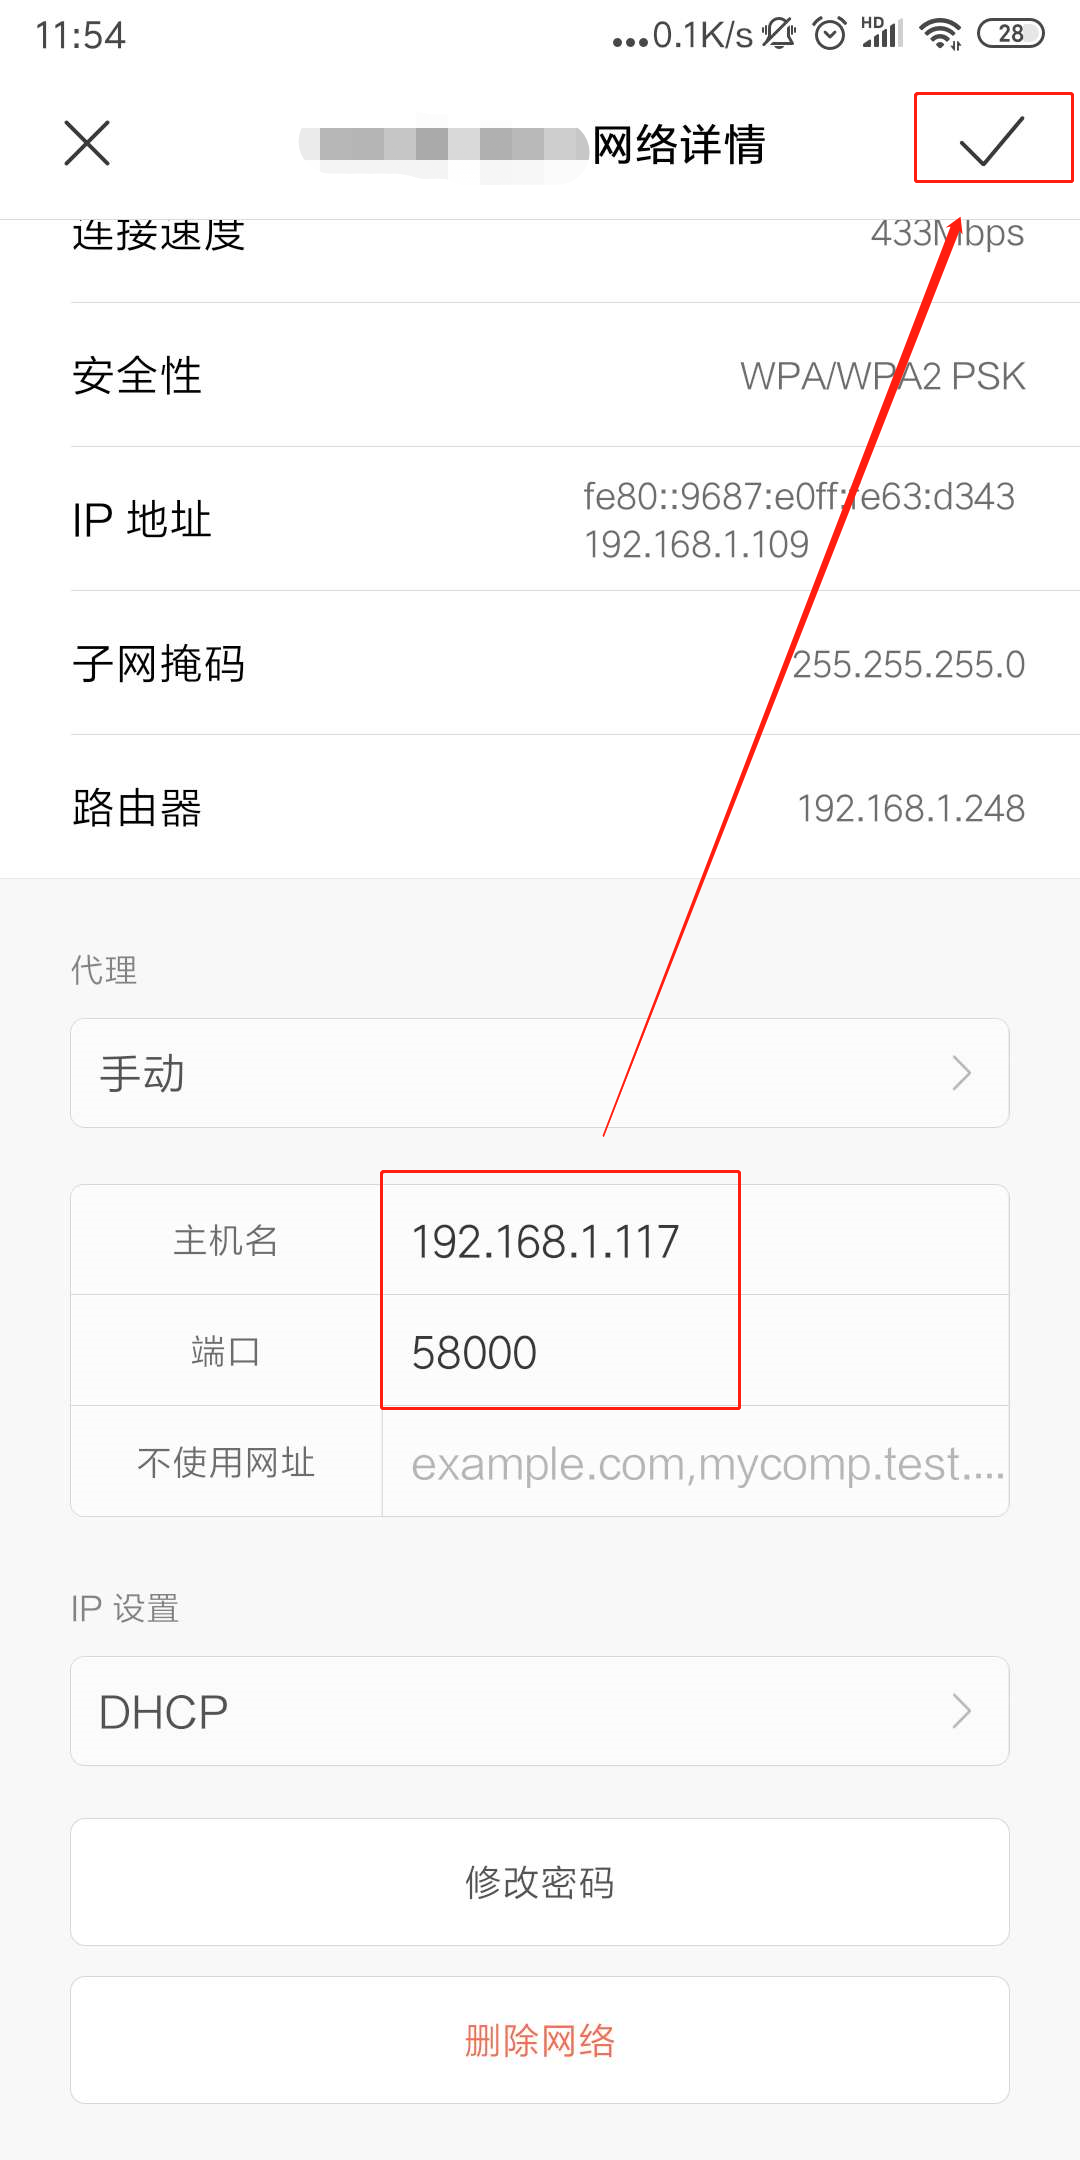 11:54
...0.1K/s
HD
28
网络详情
连接速度
433Mbps
安全性
WPA/WPA2 PSK
IP 地址
fe80::9687:e0ff:fe63:d343
192.168.1.109
子网掩码
255.255.255.0
路由器
192.168.1.248
代理
手动
主机名
192.168.1.117
端口
58000
不使用网址
example.com,mycomp.test....
IP 设置
DHCP
修改密码
删除网络